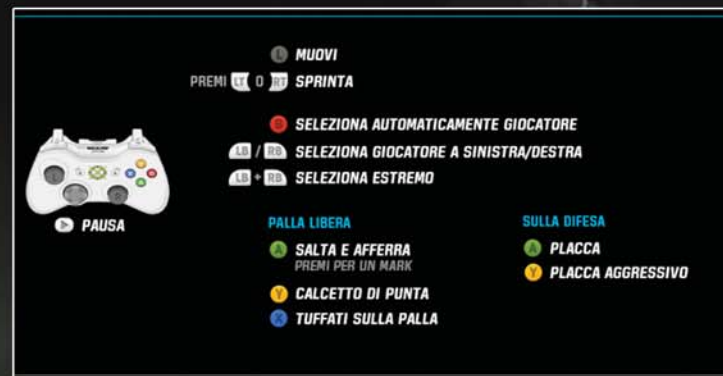 L MUOVI
PREMI LT O RT SPRINTA
B SELEZIONA AUTOMATICAMENTE GIOCATORE
LB / RB SELEZIONA GIOCATORE A SINISTRA/DESTRA
LB + RB SELEZIONA ESTREMO
PAUSA
PALLA LIBERA
A SALTA E AFFERRA
PREMI PER UN MARK
Y CALCETTO DI PUNTA
X TUFFATI SULLA PALLA
SULLA DIFESA
A PLACCA
Y PLACCA AGGRESSIVO